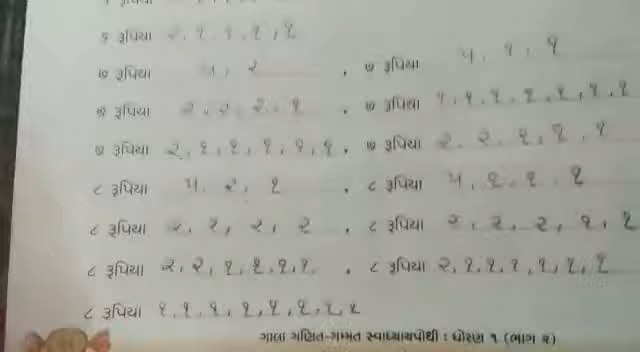 ૬ રૂપિયા ૨, ૧, ૧, ૧, ૧
૭ રૂપિયા ૫, ૨ , ૭ રૂપિયા ૫, ૧, ૧
૭ રૂપિયા ૨, ૨, ૨, ૧ , ૭ રૂપિયા ૧, ૧, ૧, ૧, ૧, ૧, ૧
૭ રૂપિયા ૨, ૧, ૧, ૧, ૧, ૧, ૭ રૂપિયા ૨, ૨, ૧, ૧, ૧
૮ રૂપિયા ૫, ૨, ૧ , ૮ રૂપિયા ૫, ૧, ૧, ૧
૮ રૂપિયા ૨, ૨, ૨, ૨ , ૮ રૂપિયા ૨, ૨, ૨, ૧, ૧
૮ રૂપિયા ૨, ૨, ૧, ૧, ૧, ૧. , ૮ રૂપિયા ૨, ૧, ૧, ૧, ૧, ૧, ૧
૮ રૂપિયા ૧, ૧, ૧, ૧, ૧, ૧, ૧, ૧
ગાલા ગણિત-ગમ્મત સ્વાધ્યાયપોથી : ધોરણ ૧ (ભાગ ૨)